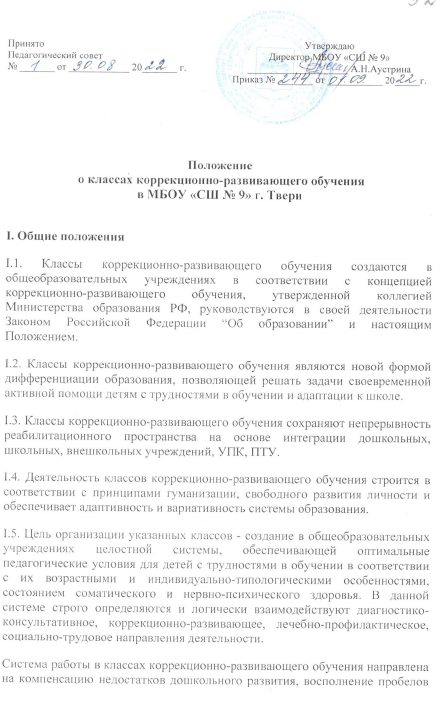 Принято
Педагогический совет
№ 1 от 30.08 2022 г.
Утверждаю
Директор МБОУ «СШ № 9»
А.Н.Аустрина
Приказ № 244 от 01.09 2022 г.
Положение
о классах коррекционно-развивающего обучения
в МБОУ «СШ № 9» г. Твери
I. Общие положения
I.1. Классы коррекционно-развивающего обучения создаются в
общеобразовательных учреждениях в соответствии с концепцией
коррекционно-развивающего обучения, утвержденной коллегией
Министерства образования РФ, руководствуются в своей деятельности
Законом Российской Федерации “Об образовании” и настоящим
Положением.
I.2. Классы коррекционно-развивающего обучения являются новой формой
дифференциации образования, позволяющей решать задачи своевременной
активной помощи детям с трудностями в обучении и адаптации к школе.
I.3. Классы коррекционно-развивающего обучения сохраняют непрерывность
реабилитационного пространства на основе интеграции дошкольных,
школьных, внешкольных учреждений, УПК, ПТУ.
I.4. Деятельность классов коррекционно-развивающего обучения строится в
соответствии с принципами гуманизации, свободного развития личности и
обеспечивает адаптивность и вариативность системы образования.
I.5. Цель организации указанных классов - создание в общеобразовательных
учреждениях целостной системы, обеспечивающей оптимальные
педагогические условия для детей с трудностями в обучении в соответствии
с их возрастными и индивидуально-типологическими особенностями,
состоянием соматического и нервно-психического здоровья. В данной
системе строго определяются и логически взаимодействуют диагностико-
консультативное, коррекционно-развивающее, лечебно-профилактическое,
социально-трудовое направления деятельности.
Система работы в классах коррекционно-развивающего обучения направлена
на компенсацию недостатков дошкольного развития, восполнение пробелов